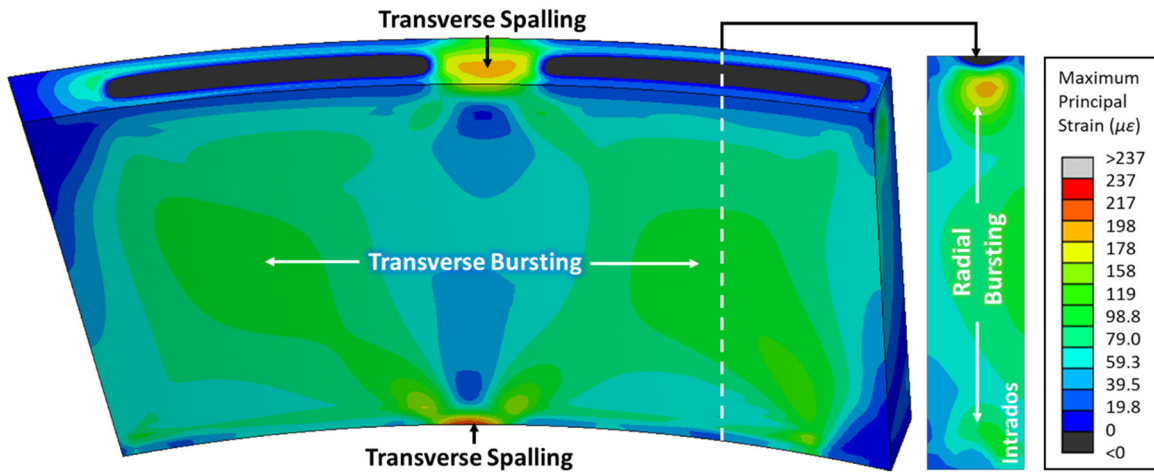 Transverse Spalling
Transverse Bursting
Transverse Spalling
Radial
Bursting
Intrados
Maximum
Principal
Strain (με)
>237
237
217
198
178
158
119
98.8
79.0
59.3
39.5
19.8
0
<0